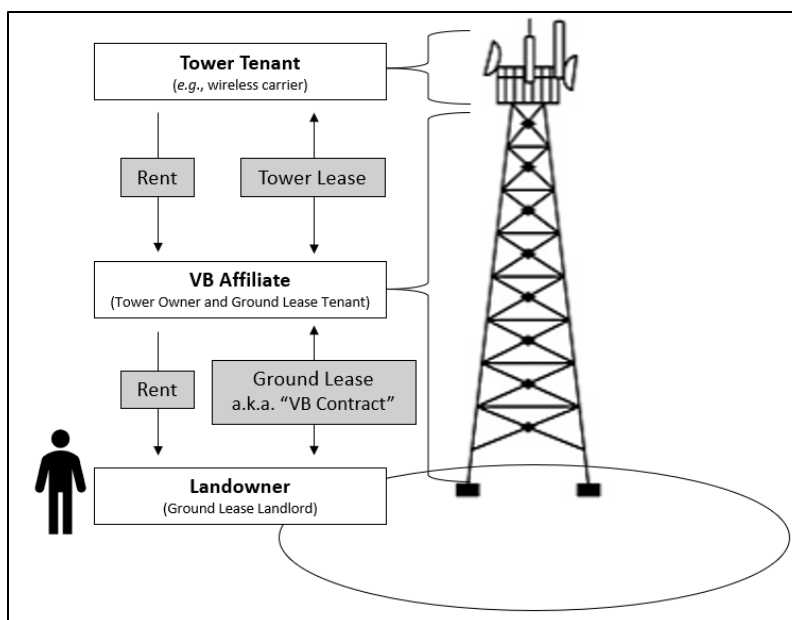 Tower Tenant
(e.g., wireless carrier)
Rent
Tower Lease
VB Affiliate
(Tower Owner and Ground Lease Tenant)
Rent
Ground Lease
a.k.a. “VB Contract”
Landowner
(Ground Lease Landlord)